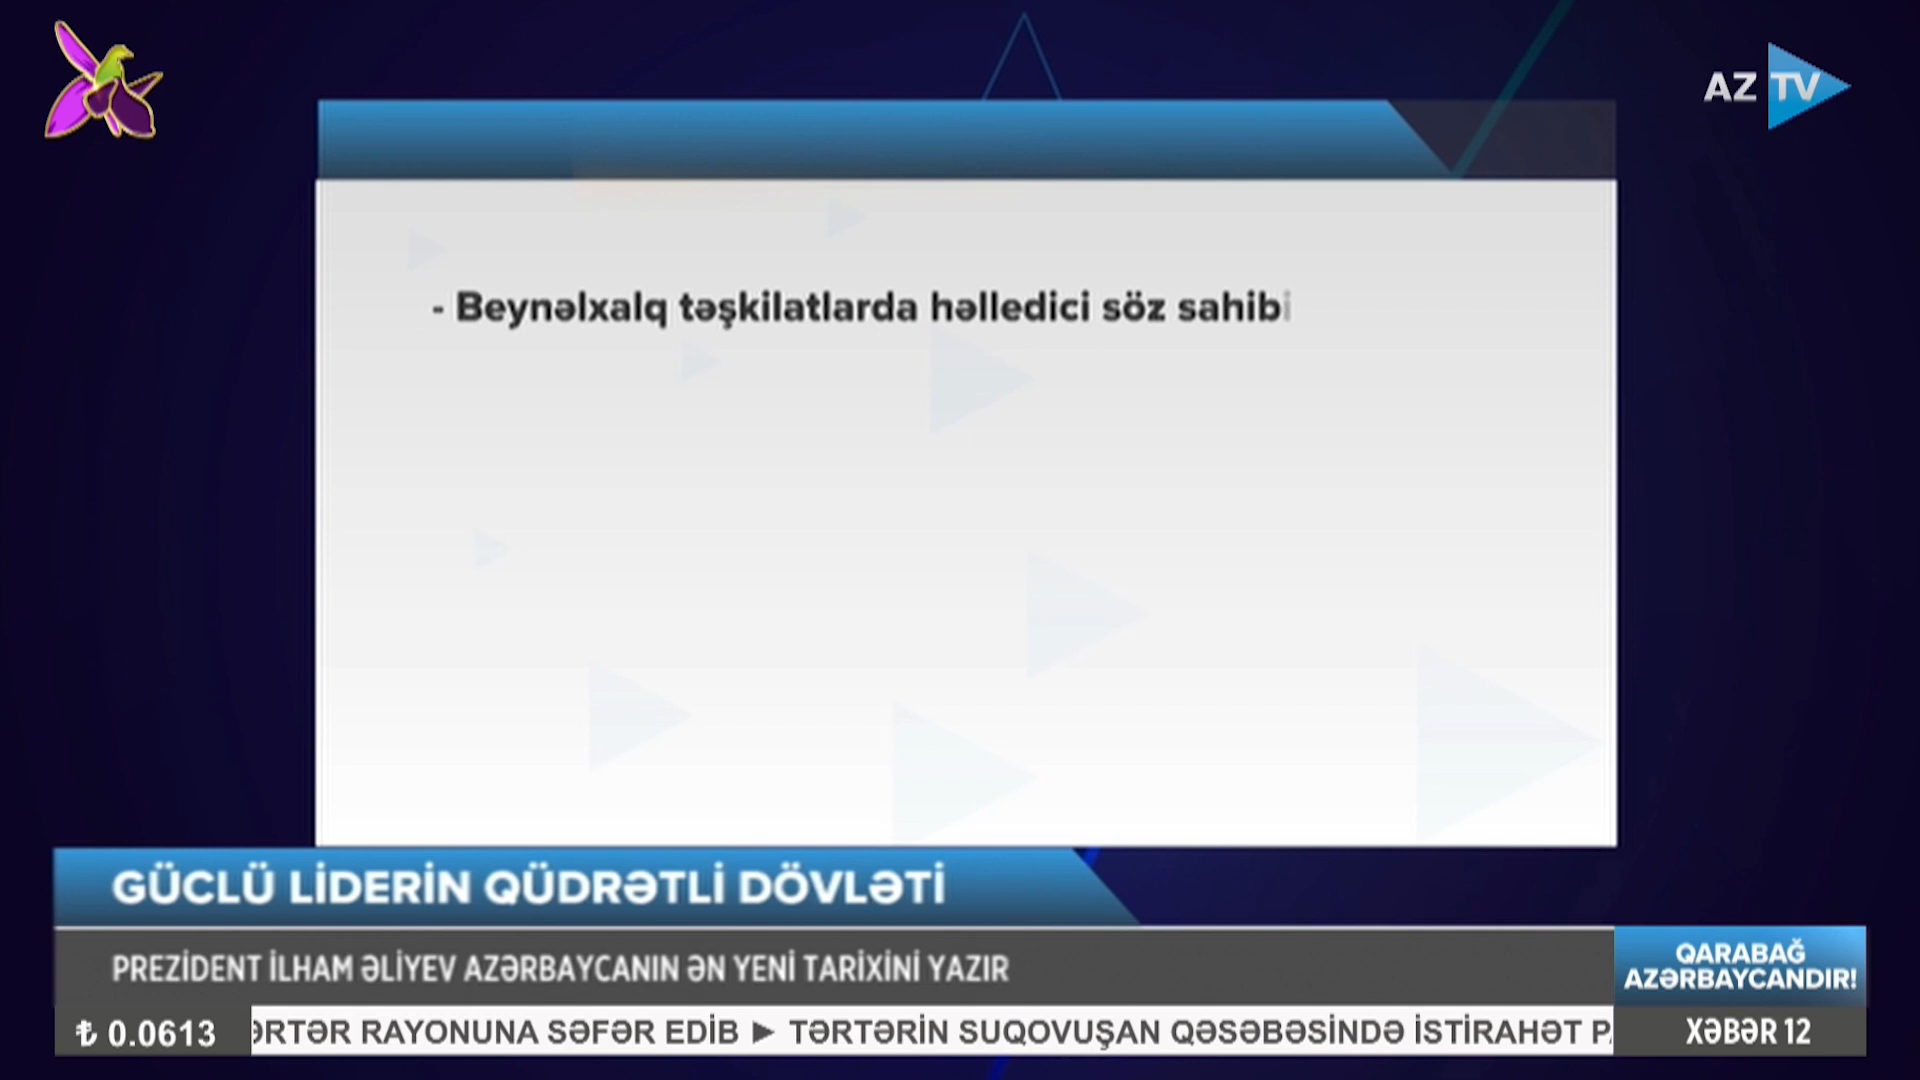 AZ TV
- Beynəlxalq təşkilatlarda həlledici söz sahibi
GÜCLÜ LİDERİN QÜDRƏTLİ DÖVLƏTİ
PREZİDENT İLHAM ƏLİYEV AZƏRBAYCANIN ƏN YENİ TARİXİNİ YAZIR
QARABAĞ
AZƏRBAYCANDIR!
₺ 0.0613
ƏRTƏR RAYONUNA SƏFƏR EDİB ► TƏRTƏRİN SUQOVUŞAN QƏSƏBƏSİNDƏ İSTİRAHƏT
XƏBƏR 12